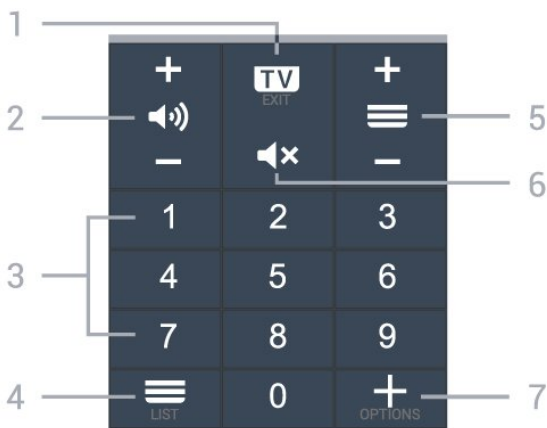 1
+ TV +
EXIT
2
5
- -
6
1 2 3
3
4 5 6
7 8 9
4
LIST 0 + OPTIONS
7